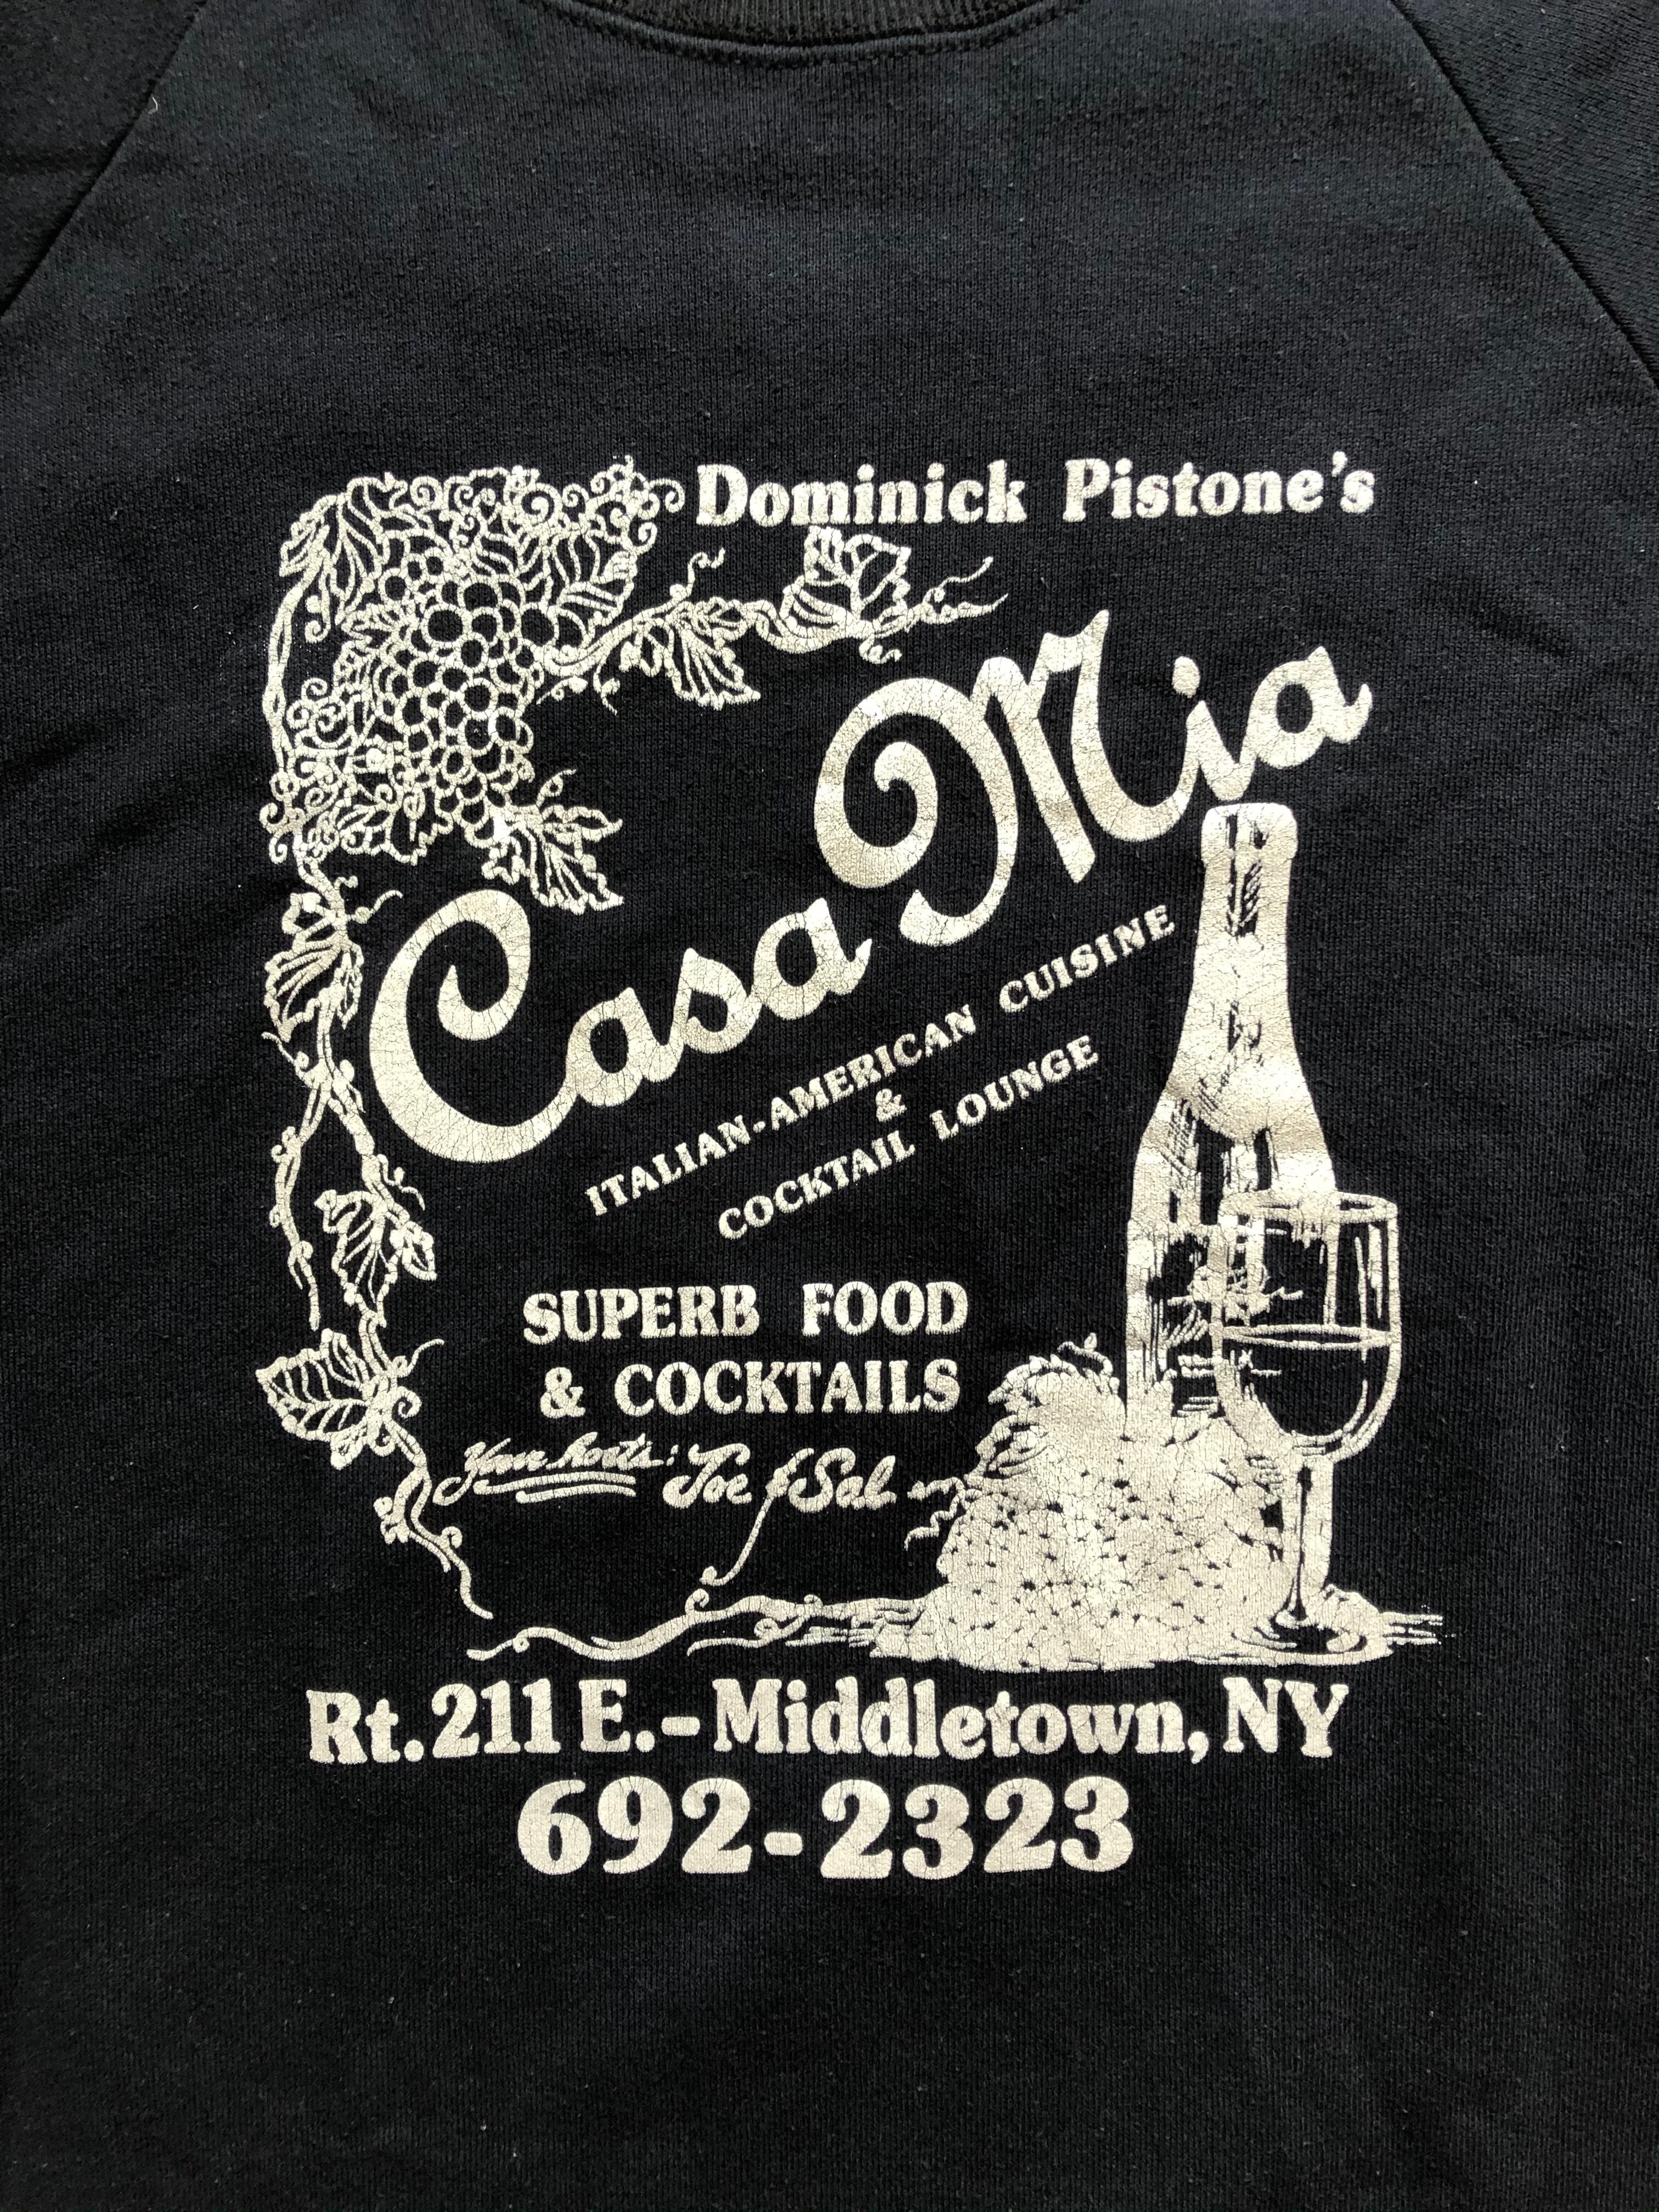 Dominick Pistone's
Casa Mia
ITALIAN-AMERICAN CUISINE
&
COCKTAIL LOUNGE
SUPERB FOOD
& COCKTAILS
Your hosts: Joe & Sal
Rt. 211 E. - Middletown, NY
692-2323